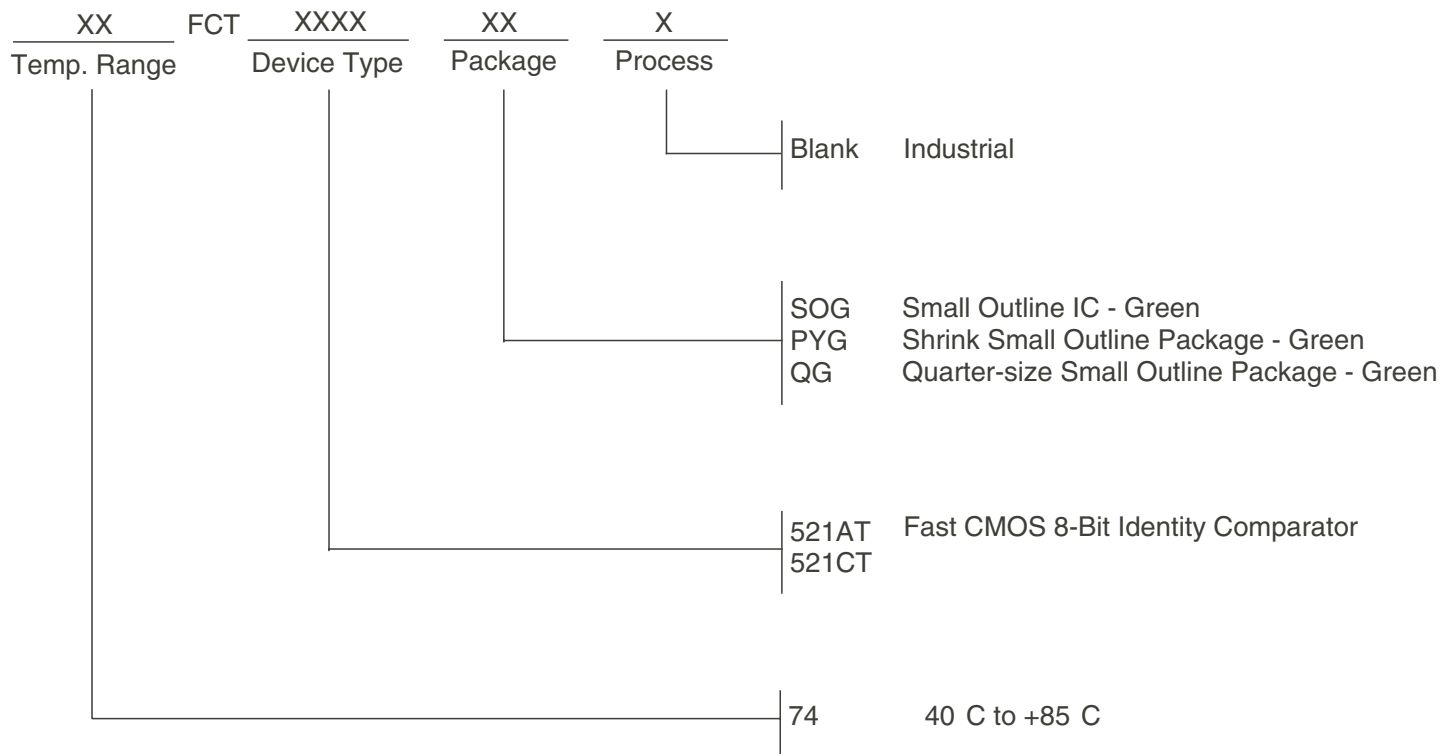 XX FCT XXXX XX X
Temp. Range Device Type Package Process
Blank Industrial
SOG Small Outline IC - Green
PYG Shrink Small Outline Package - Green
QG Quarter-size Small Outline Package - Green
521AT Fast CMOS 8-Bit Identity Comparator
521CT
74 40 C to +85 C